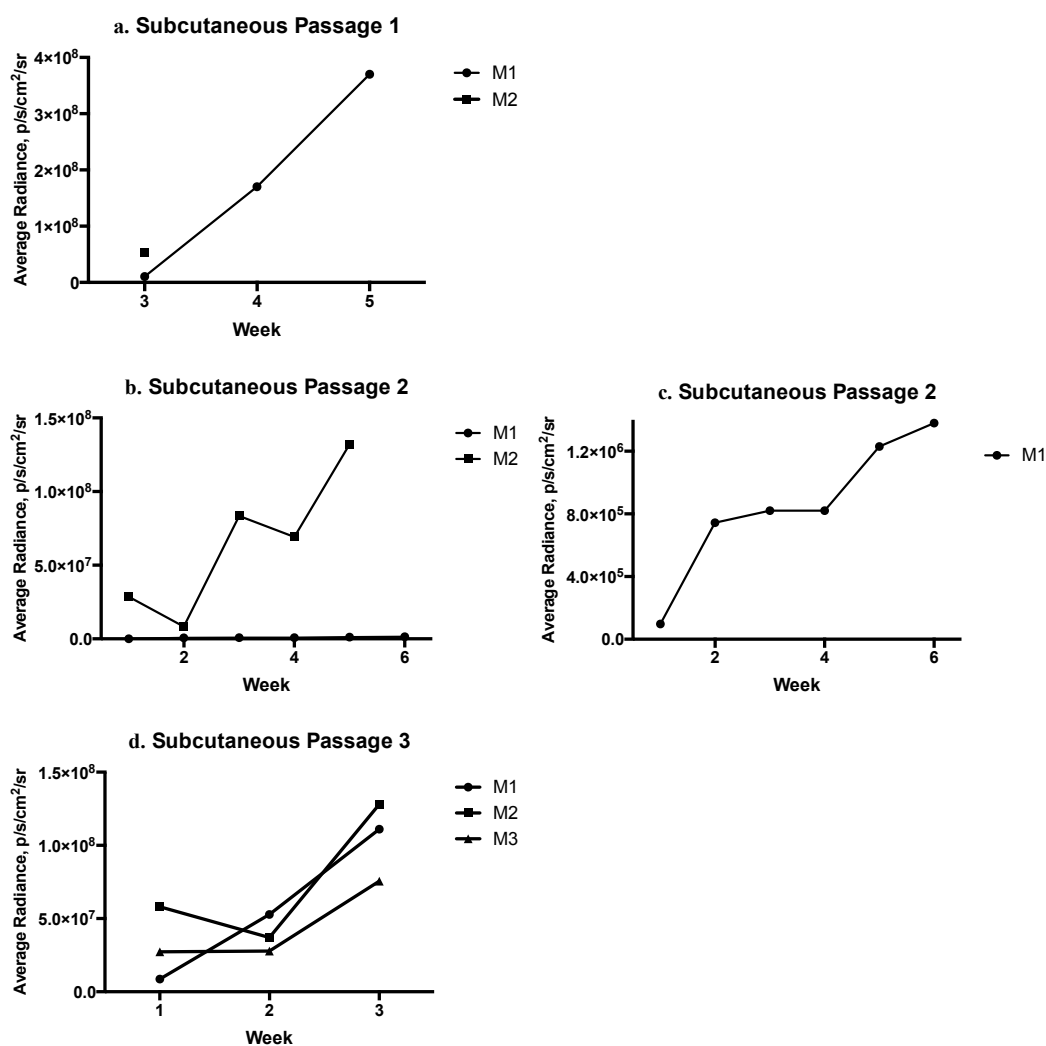 a. Subcutaneous Passage 1
Average Radiance, p/s/cm²/sr
4×10⁸
3×10⁸
2×10⁸
1×10⁸
0
3 4 5
Week
M1
M2
b. Subcutaneous Passage 2
Average Radiance, p/s/cm²/sr
1.5×10⁸
1.0×10⁸
5.0×10⁷
0.0
2 4 6
Week
M1
M2
c. Subcutaneous Passage 2
Average Radiance, p/s/cm²/sr
1.2×10⁶
8.0×10⁵
4.0×10⁵
0.0
2 4 6
Week
M1
d. Subcutaneous Passage 3
Average Radiance, p/s/cm²/sr
1.5×10⁸
1.0×10⁸
5.0×10⁷
0.0
1 2 3
Week
M1
M2
M3